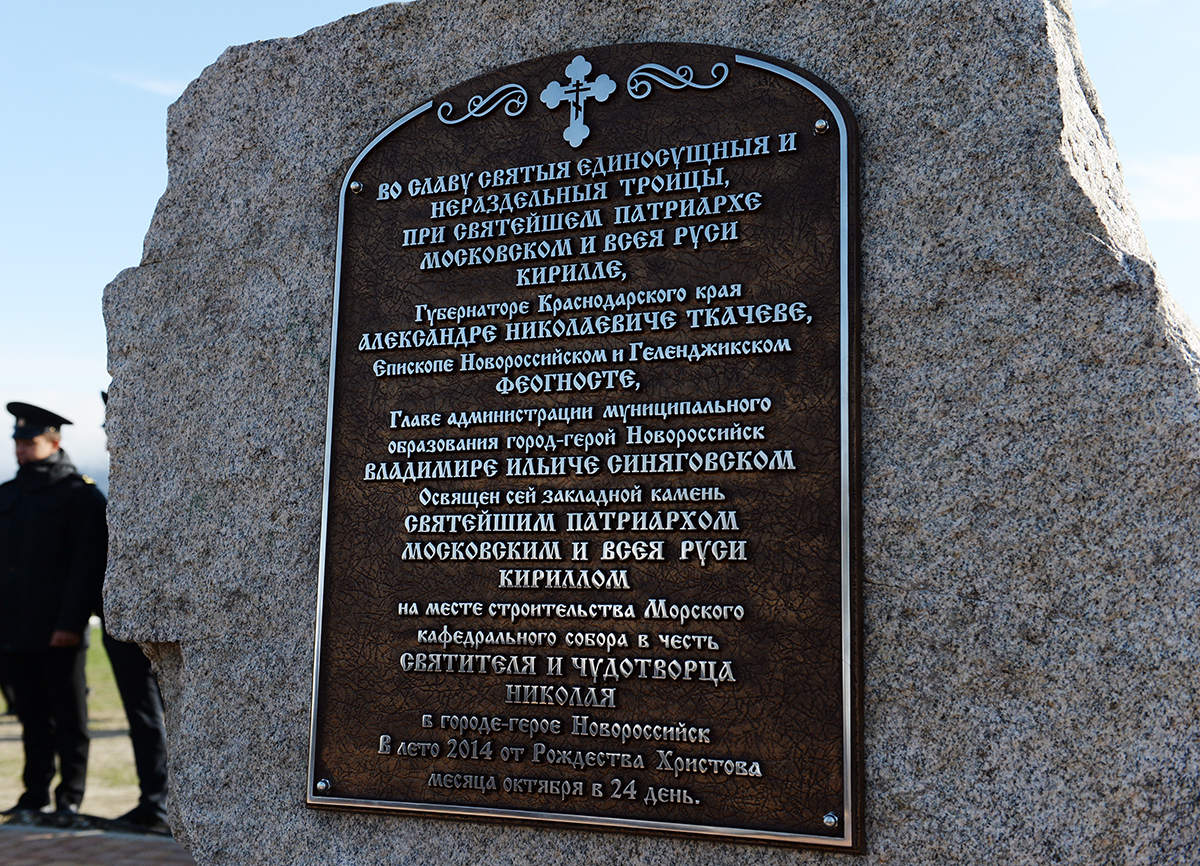 ВО СЛАВУ СВЯТЫЯ ЕДИНОСУЩНЫЯ И
НЕРАЗДЕЛЬНЫЯ ТРОИЦЫ,
ПРИ СВЯТЕЙШЕМ ПАТРИАРХЕ
МОСКОВСКОМ И ВСЕЯ РУСИ
КИРИЛЛЕ,
Губернаторе Краснодарского края
АЛЕКСАНДРЕ НИКОЛАЕВИЧЕ ТКАЧЕВЕ,
Епископе Новороссийском и Геленджикском
ФЕОГНОСТЕ,
Главе администрации муниципального
образования город-герой Новороссийск
ВЛАДИМИРЕ ИЛЬИЧЕ СИНЯГОВСКОМ
Освящен сей закладной камень
СВЯТЕЙШИМ ПАТРИАРХОМ
МОСКОВСКИМ И ВСЕЯ РУСИ
КИРИЛЛОМ
на месте строительства Морского
кафедрального собора в честь
СВЯТИТЕЛЯ И ЧУДОТВОРЦА
НИКОЛАЯ
в городе-герое Новороссийск
В лето 2014 от Рождества Христова
месяца октября в 24 день.